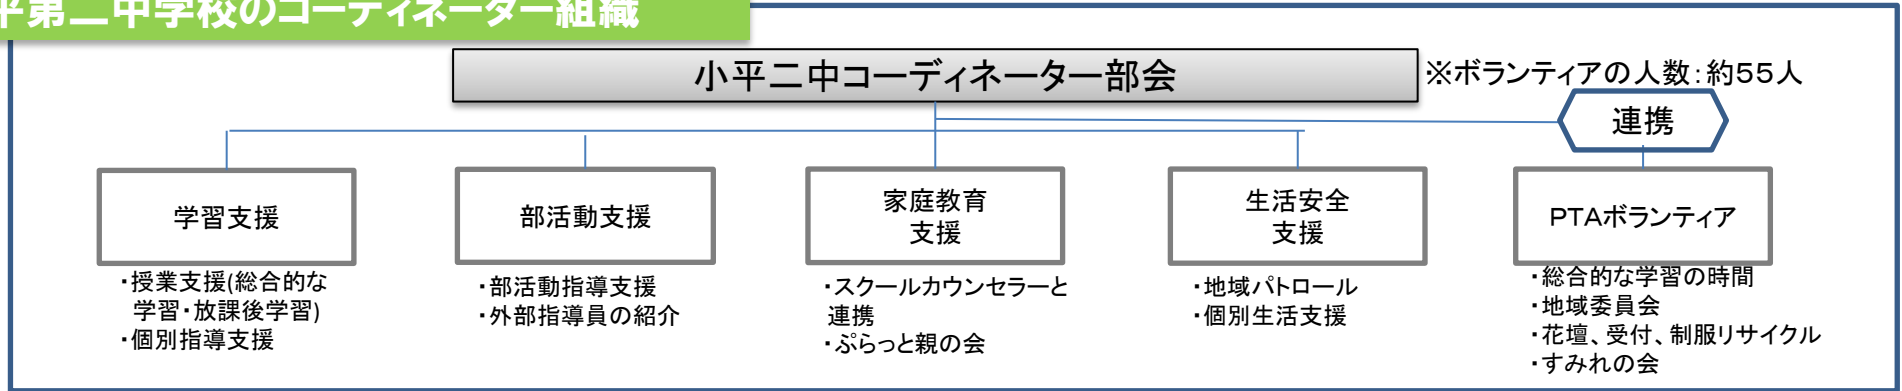 平第二中学校のコーディネーター組織
小平二中コーディネーター部会
※ボランティアの人数:約55人
連携
学習支援
・授業支援(総合的な
学習・放課後学習)
・個別指導支援
部活動支援
・部活動指導支援
・外部指導員の紹介
家庭教育
支援
・スクールカウンセラーと
連携
・ぷらっと親の会
生活安全
支援
・地域パトロール
・個別生活支援
PTAボランティア
・総合的な学習の時間
・地域委員会
・花壇、受付、制服リサイクル
・すみれの会